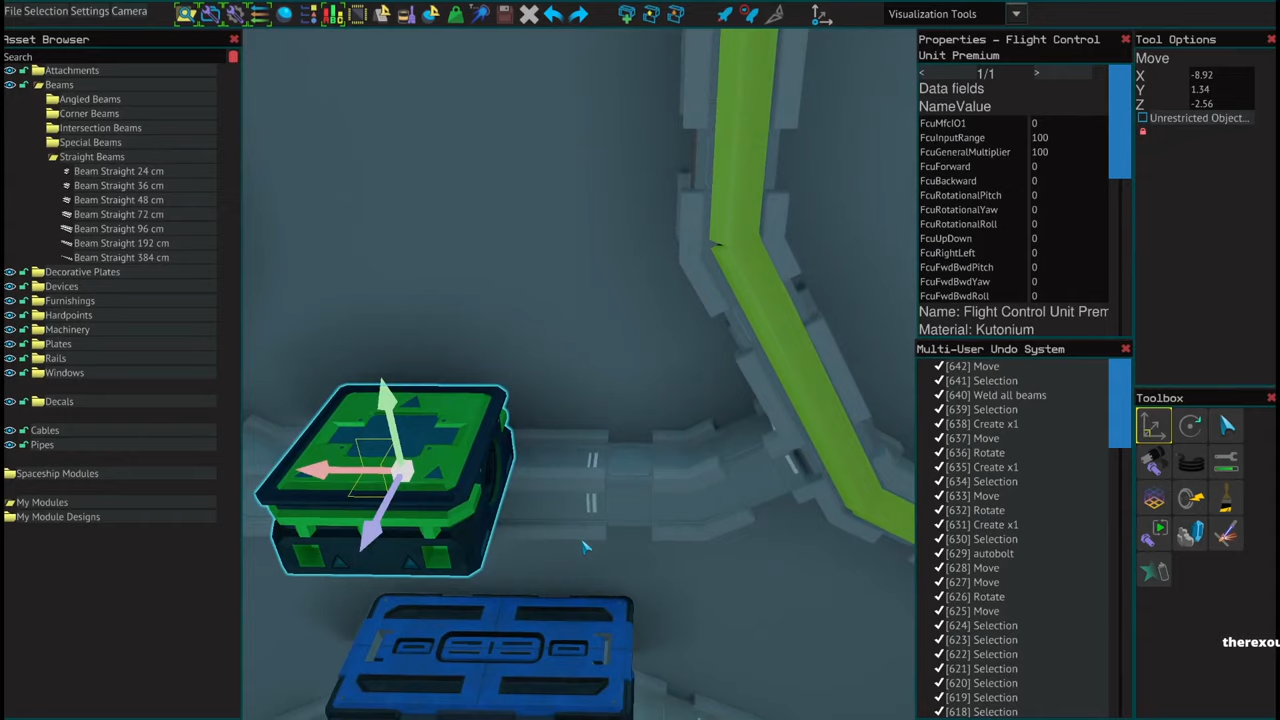 File Selection Settings Camera
Visualization Tools
Asset Browser
Search
Attachments
Beams
Angled Beams
Corner Beams
Intersection Beams
Special Beams
Straight Beams
Beam Straight 24 cm
Beam Straight 36 cm
Beam Straight 48 cm
Beam Straight 72 cm
Beam Straight 96 cm
Beam Straight 192 cm
Beam Straight 384 cm
Decorative Plates
Devices
Furnishings
Hardpoints
Machinery
Plates
Rails
Windows
Decals
Cables
Pipes
Spaceship Modules
My Modules
My Module Designs
Properties - Flight Control
Unit Premium
< 1/1 >
Data fields
NameValue
FcuMfcIO1 0
FcuInputRange 100
FcuGeneralMultiplier 100
FcuForward 0
FcuBackward 0
FcuRotationalPitch 0
FcuRotationalYaw 0
FcuRotationalRoll 0
FcuUpDown 0
FcuRightLeft 0
FcuFwdBwdPitch 0
FcuFwdBwdYaw 0
FcuFwdBwdRoll 0
Name: Flight Control Unit Prem
Material: Kutonium
Multi-User Undo System
[642] Move
[641] Selection
[640] Weld all beams
[639] Selection
[638] Create x1
[637] Move
[636] Rotate
[635] Create x1
[634] Selection
[633] Move
[632] Rotate
[631] Create x1
[630] Selection
[629] autobolt
[628] Move
[627] Move
[626] Rotate
[625] Move
[624] Selection
[623] Selection
[622] Selection
[621] Selection
[620] Selection
[619] Selection
[618] Selection
Tool Options
Move
X -8.92
Y 1.34
Z -2.56
Unrestricted Object...
Toolbox
therexou